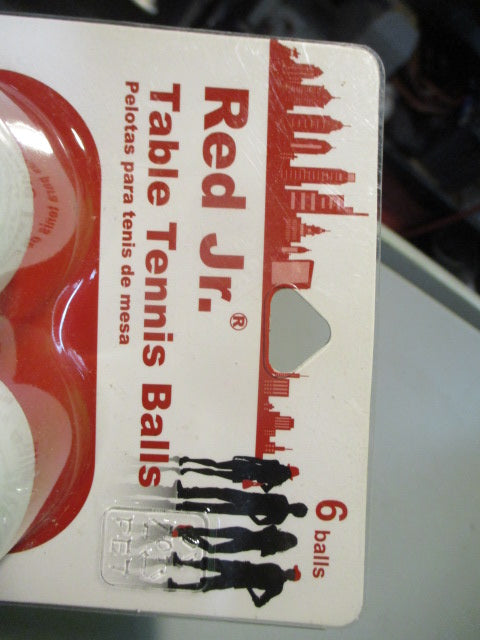 Red Jr.®
Table Tennis Balls
Pelotas para tenis de mesa
6 balls
PET